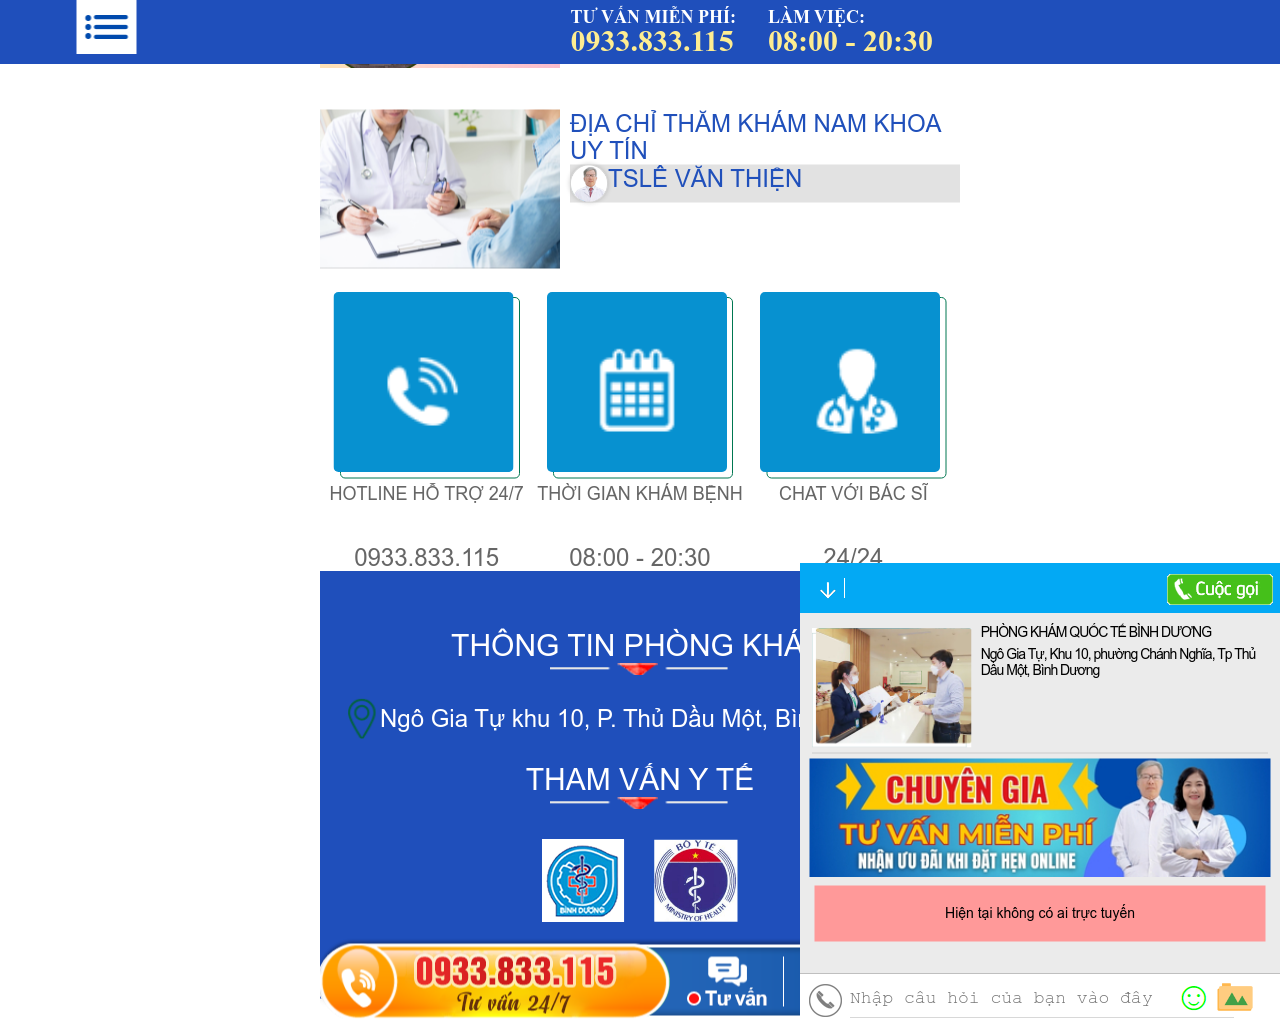 TƯ VẤN MIỄN PHÍ:
0933.833.115
LÀM VIỆC:
08:00 - 20:30
ĐỊA CHỈ THĂM KHÁM NAM KHOA
UY TÍN
TSLÊ VĂN THIỆN
HOTLINE HỖ TRỢ 24/7
THỜI GIAN KHÁM BỆNH
CHAT VỚI BÁC SĨ
0933.833.115
08:00 - 20:30
24/24
THÔNG TIN PHÒNG KHÁ
Ngô Gia Tự khu 10, P. Thủ Dầu Một, Bìn
THAM VẤN Y TẾ
BÌNH DƯƠNG
BỘ Y TẾ
MINISTRY OF HEALTH
0933.833.115
Tư vấn 24/7
Tư vấn
Cuộc gọi
PHÒNG KHÁM QUỐC TẾ BÌNH DƯƠNG
Ngô Gia Tự, Khu 10, phường Chánh Nghĩa, Tp Thủ
Dầu Một, Bình Dương
CHUYÊN GIA
TƯ VẤN MIỄN PHÍ
NHẬN ƯU ĐÃI KHI ĐẶT HẸN ONLINE
Hiện tại không có ai trực tuyến
Nhập câu hỏi của bạn vào đây